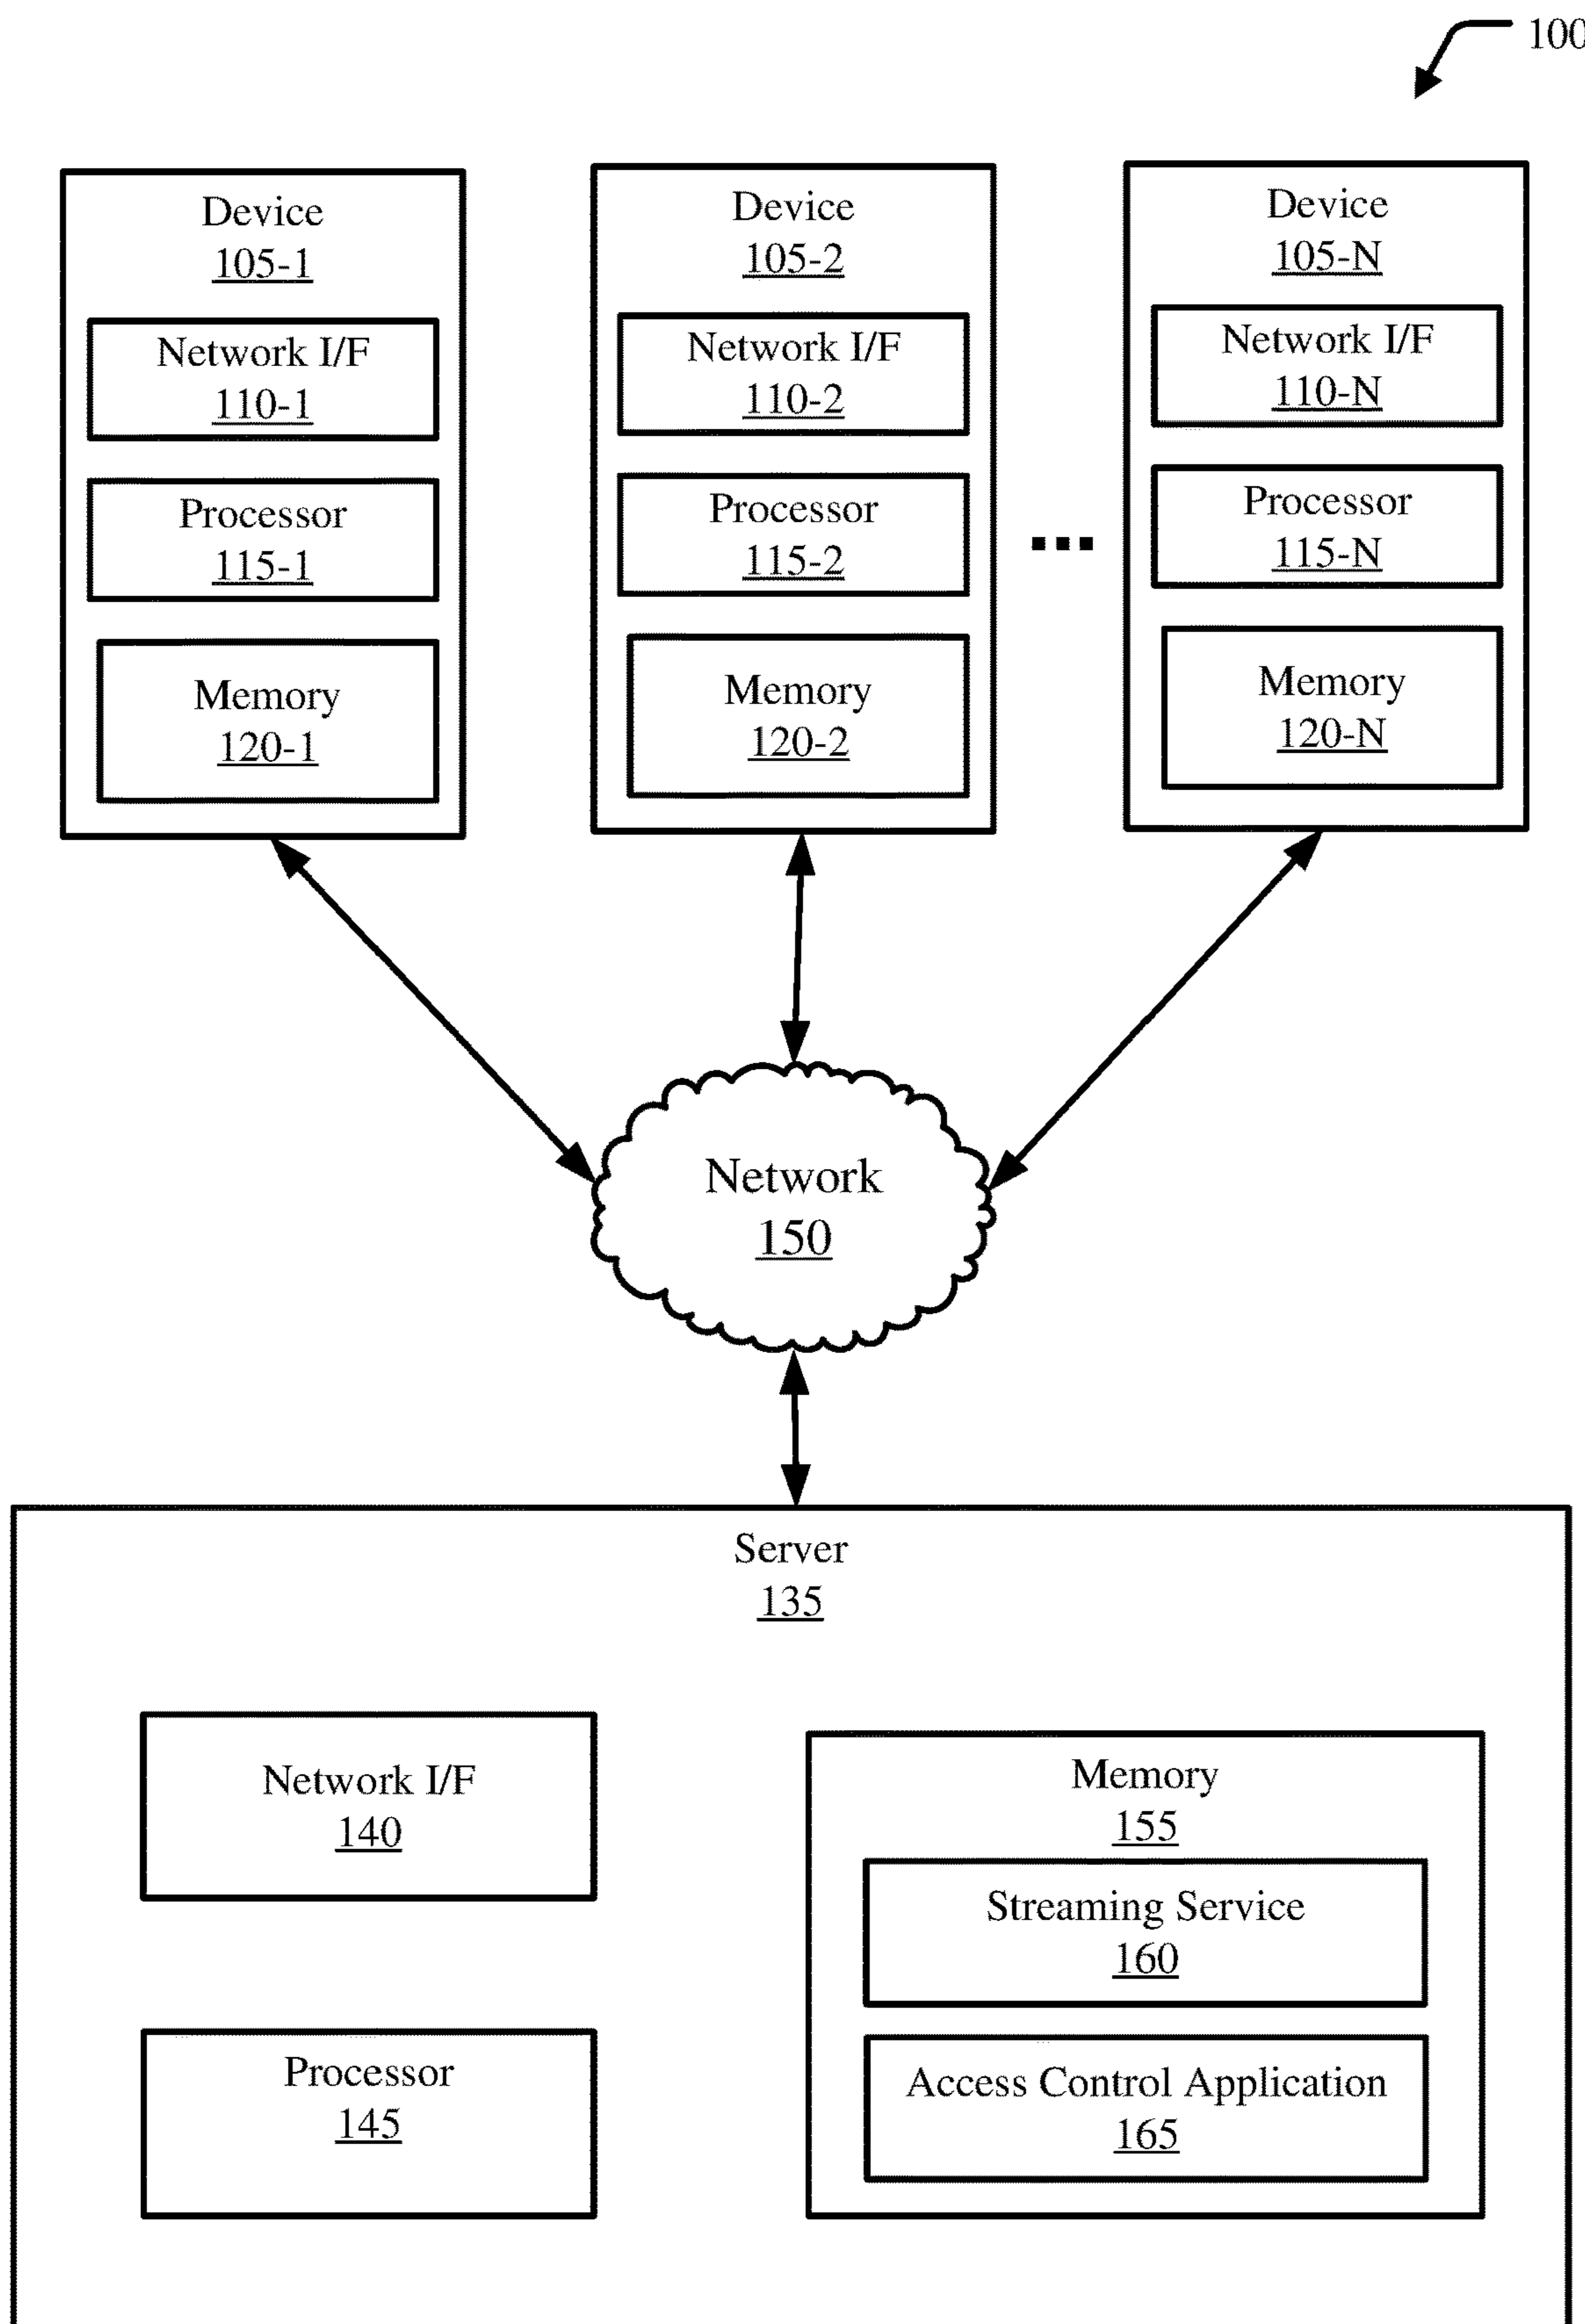 100
Device
105-1
Network I/F
110-1
Processor
115-1
Memory
120-1
Device
105-2
Network I/F
110-2
Processor
115-2
Memory
120-2
Device
105-N
Network I/F
110-N
Processor
115-N
Memory
120-N
Network
150
Server
135
Network I/F
140
Processor
145
Memory
155
Streaming Service
160
Access Control Application
165